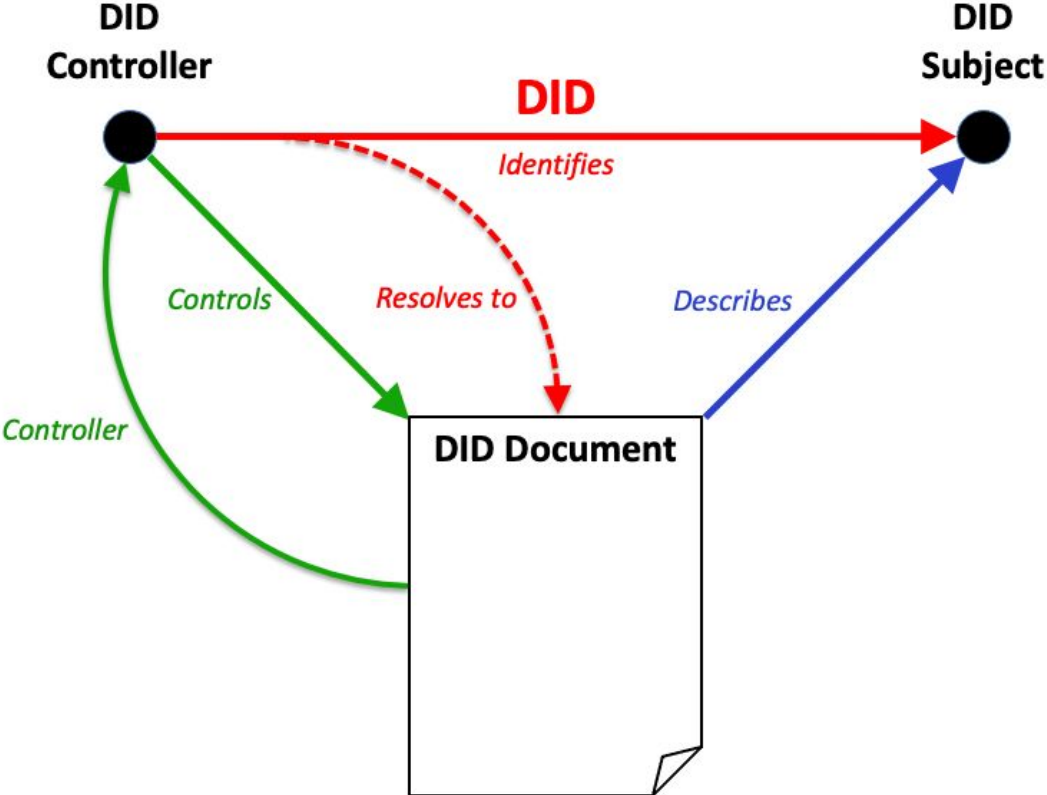 DID
Controller
DID
Subject
DID
Identifies
Controls
Resolves to
Describes
Controller
DID Document